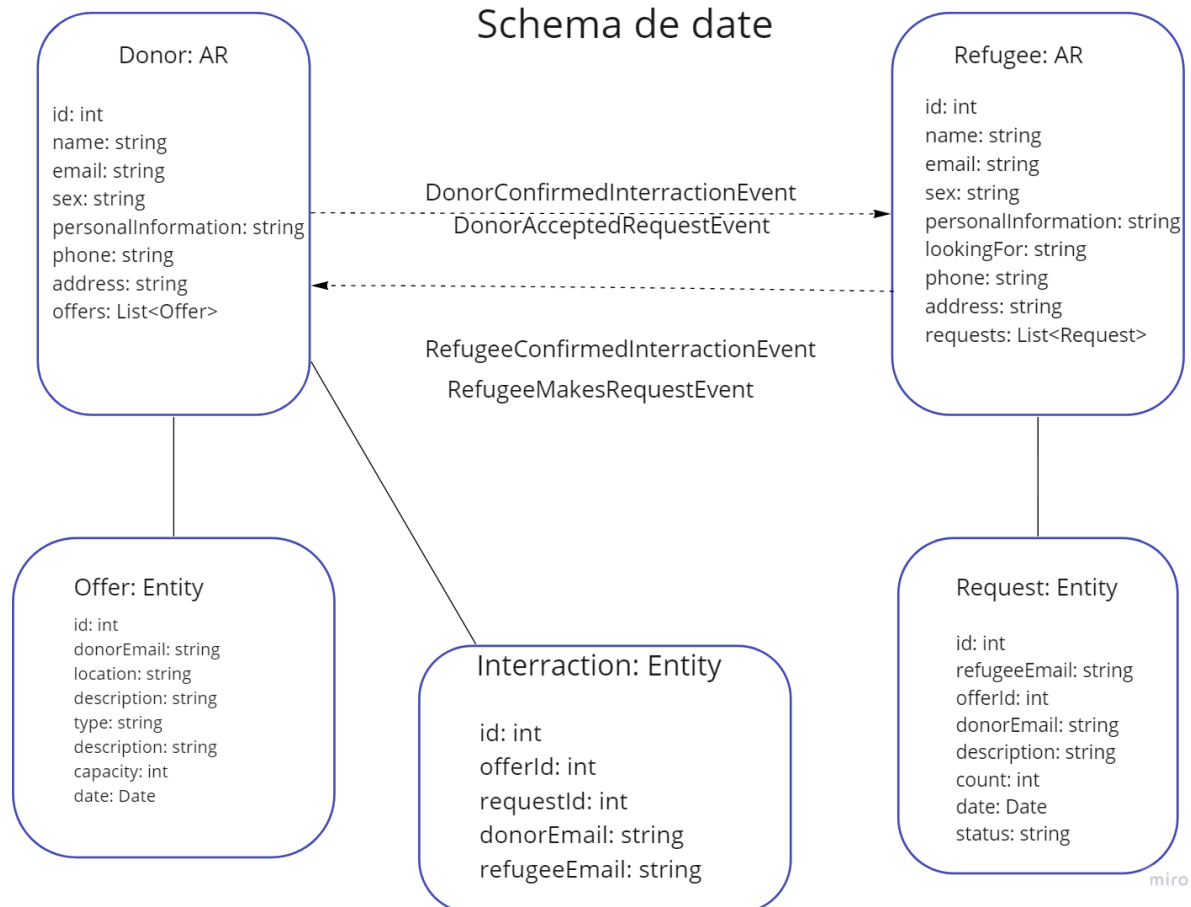 Schema de date
Donor: AR
id: int
name: string
email: string
sex: string
personalInformation: string
phone: string
address: string
offers: List<Offer>
DonorConfirmedInterractionEvent
DonorAcceptedRequestEvent
RefugeeConfirmedInterractionEvent
RefugeeMakesRequestEvent
Refugee: AR
id: int
name: string
email: string
sex: string
personalInformation: string
lookingFor: string
phone: string
address: string
requests: List<Request>
Offer: Entity
id: int
donorEmail: string
location: string
description: string
type: string
description: string
capacity: int
date: Date
Interraction: Entity
id: int
offerId: int
requestId: int
donorEmail: string
refugeeEmail: string
Request: Entity
id: int
refugeeEmail: string
offerId: int
donorEmail: string
description: string
count: int
date: Date
status: string
miro